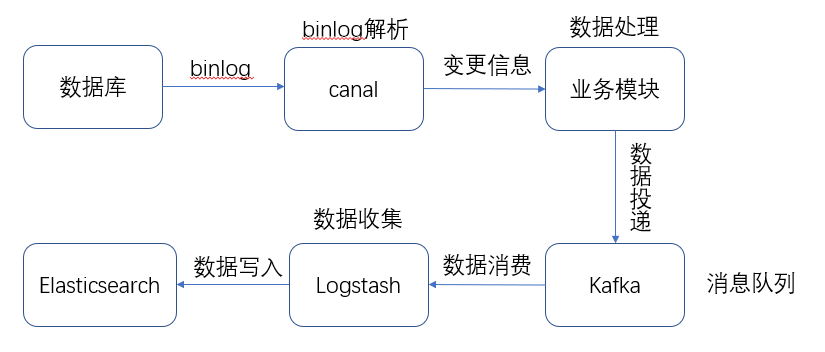 binlog解析
数据处理
数据库
binlog
canal
变更信息
业务模块
数据投递
数据收集
Elasticsearch
数据写入
Logstash
数据消费
Kafka
消息队列